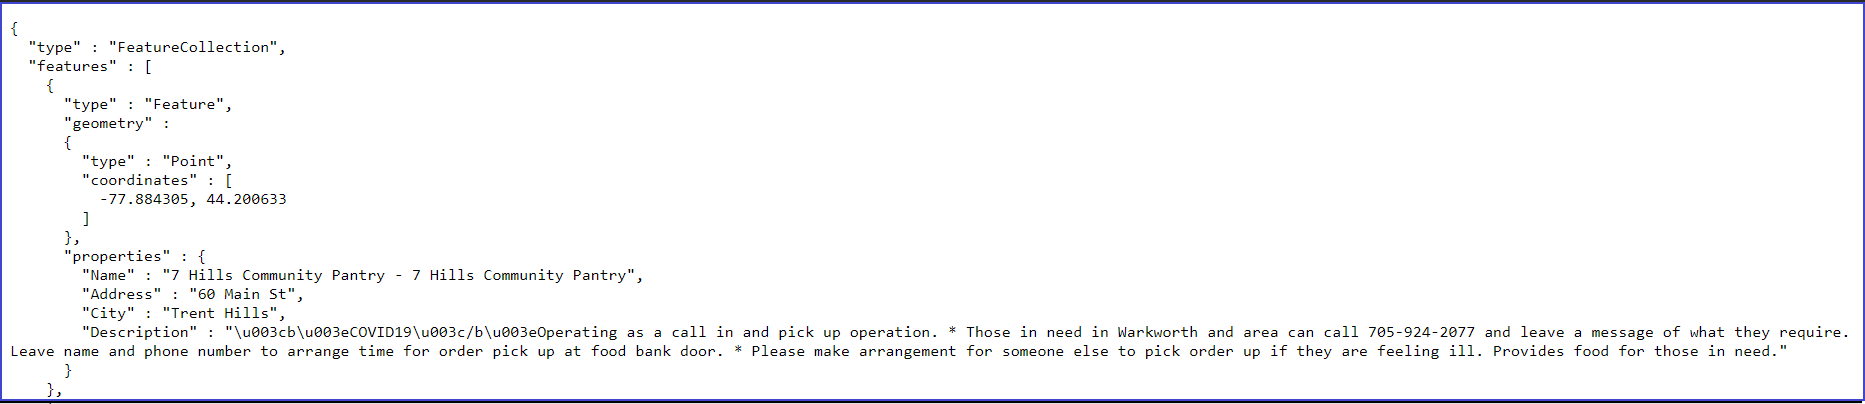 {
  "type" : "FeatureCollection",
  "features" : [
    {
      "type" : "Feature",
      "geometry" :
      {
        "type" : "Point",
        "coordinates" : [
          -77.884305, 44.200633
        ]
      },
      "properties" : {
        "Name" : "7 Hills Community Pantry - 7 Hills Community Pantry",
        "Address" : "60 Main St",
        "City" : "Trent Hills",
        "Description" : "\u003cb\u003eCOVID19\u003c/b\u003eOperating as a call in and pick up operation. * Those in need in Warkworth and area can call 705-924-2077 and leave a message of what they require.
Leave name and phone number to arrange time for order pick up at food bank door. * Please make arrangement for someone else to pick order up if they are feeling ill. Provides food for those in need."
      }
    },